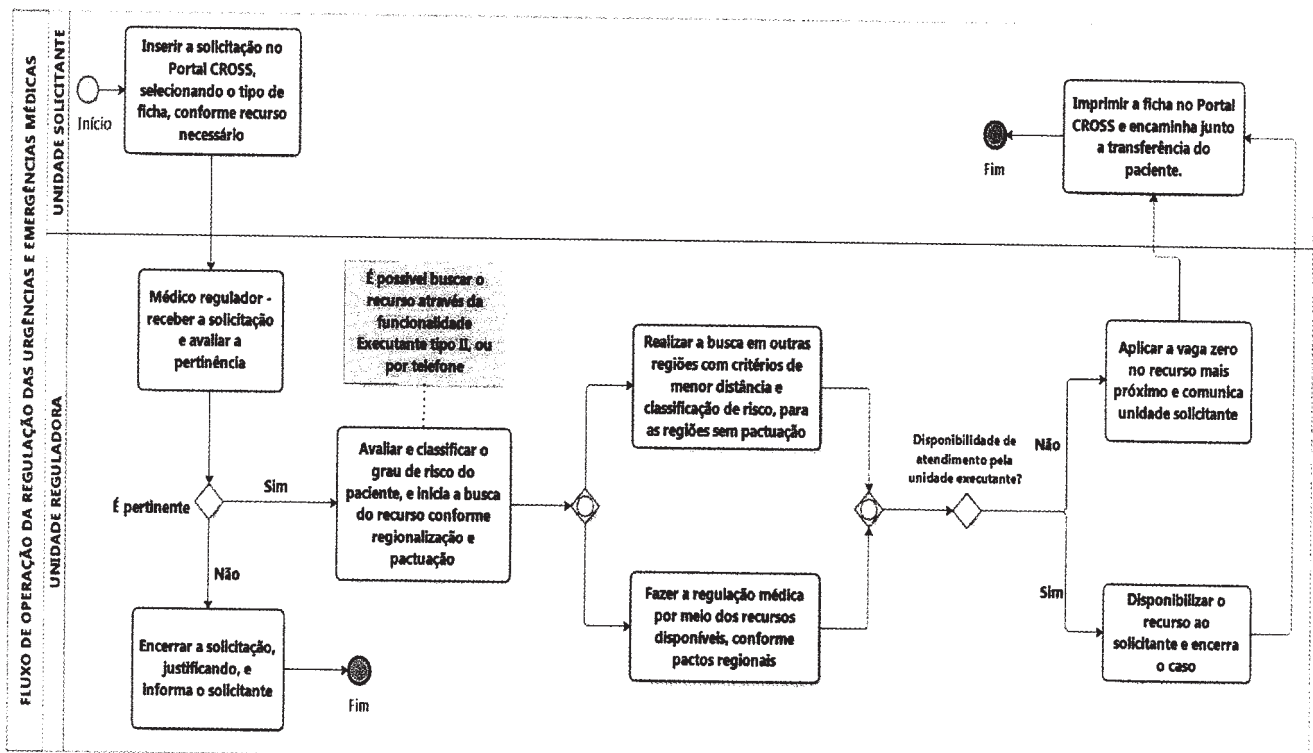 FLUXO DE OPERAÇÃO DA REGULAÇÃO DAS URGÊNCIAS E EMERGÊNCIAS MÉDICAS
UNIDADE SOLICITANTE
Início
Inserir a solicitação no
Portal CROSS,
selecionando o tipo de
ficha, conforme recurso
necessário
Fim
Imprimir a ficha no Portal
CROSS e encaminha junto
a transferência do
paciente.
UNIDADE REGULADORA
Médico regulador -
receber a solicitação
e avaliar a
pertinência
É possível buscar o
recurso através da
funcionalidade
Executante tipo II, ou
por telefone
É pertinente
Sim
Não
Avaliar e classificar o
grau de risco do
paciente, e inicia a busca
do recurso conforme
regionalização e
pactuação
Encerrar a solicitação,
justificando, e
informa o solicitante
Fim
Realizar a busca em outras
regiões com critérios de
menor distância e
classificação de risco, para
as regiões sem pactuação
Fazer a regulação médica
por meio dos recursos
disponíveis, conforme
pactos regionais
Disponibilidade de
atendimento pela
unidade executante?
Não
Sim
Aplicar a vaga zero
no recurso mais
próximo e comunica
unidade solicitante
Disponibilizar o
recurso ao
solicitante e encerra
o caso